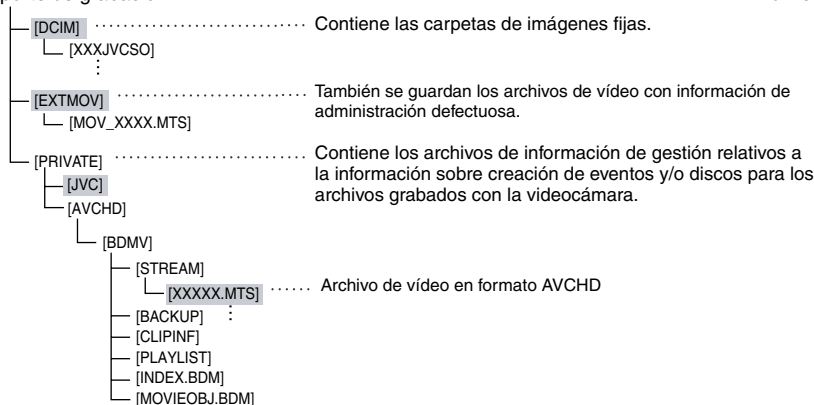 [DCIM] Contiene las carpetas de imágenes fijas.
[XXXJVCSO]
[EXTMOV] También se guardan los archivos de vídeo con información de
administración defectuosa.
[MOV_XXXX.MTS]
[PRIVATE] Contiene los archivos de información de gestión relativos a
la información sobre creación de eventos y/o discos para los
[JVC]
archivos grabados con la videocámara.
[AVCHD]
[BDMV]
[STREAM]
[XXXXX.MTS] Archivo de vídeo en formato AVCHD
[BACKUP]
[CLIPINF]
[PLAYLIST]
[INDEX.BDM]
[MOVIEOBJ.BDM]